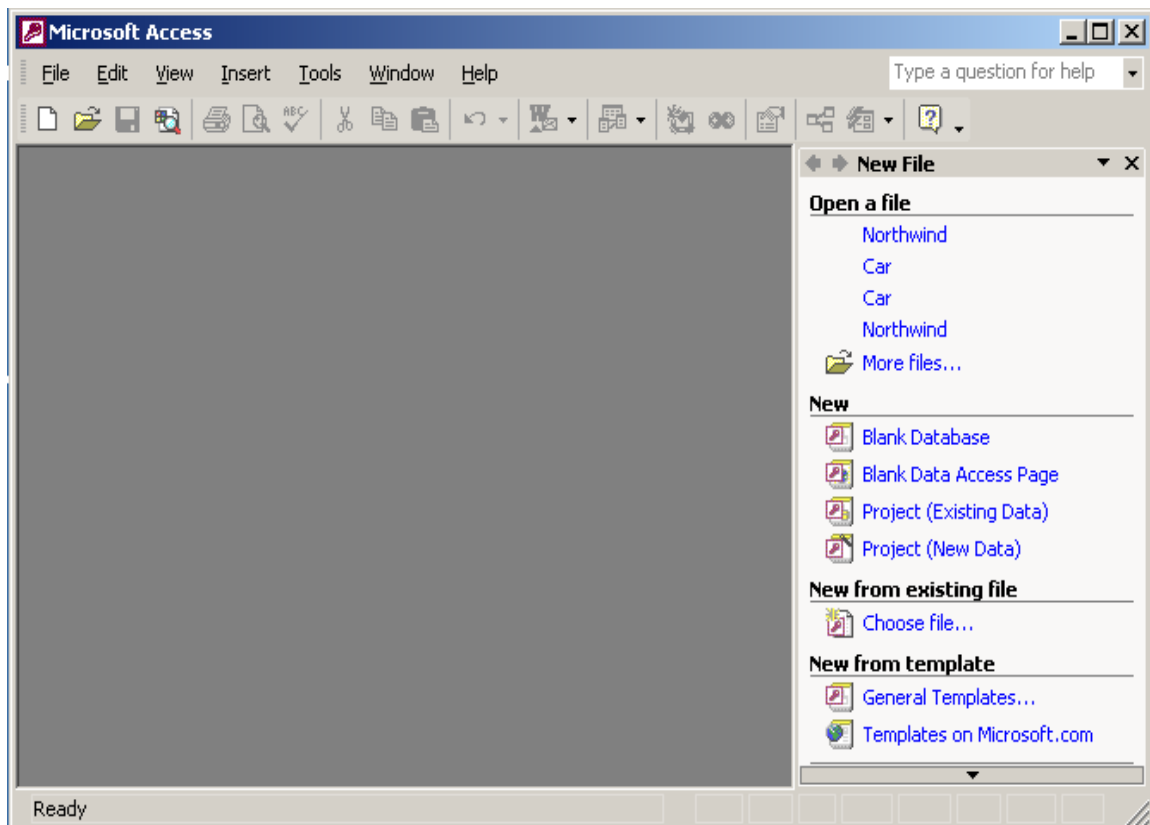 Microsoft Access
File Edit View Insert Tools Window Help Type a question for help
ABC W ?
New File
Open a file
Northwind
Car
Car
Northwind
More files...
New
Blank Database
Blank Data Access Page
Project (Existing Data)
Project (New Data)
New from existing file
Choose file...
New from template
General Templates...
Templates on Microsoft.com
Ready